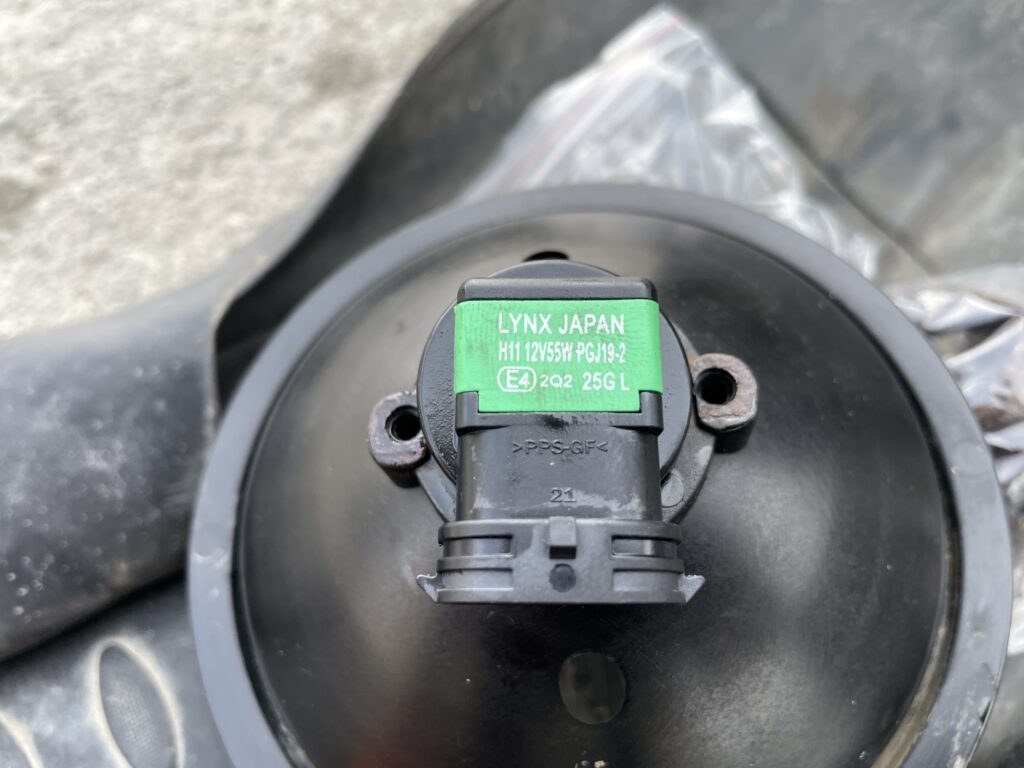 LYNX JAPAN
H11 12V55W PGJ19-2
E4 2Q2 25G L
>PPS-GF<
21